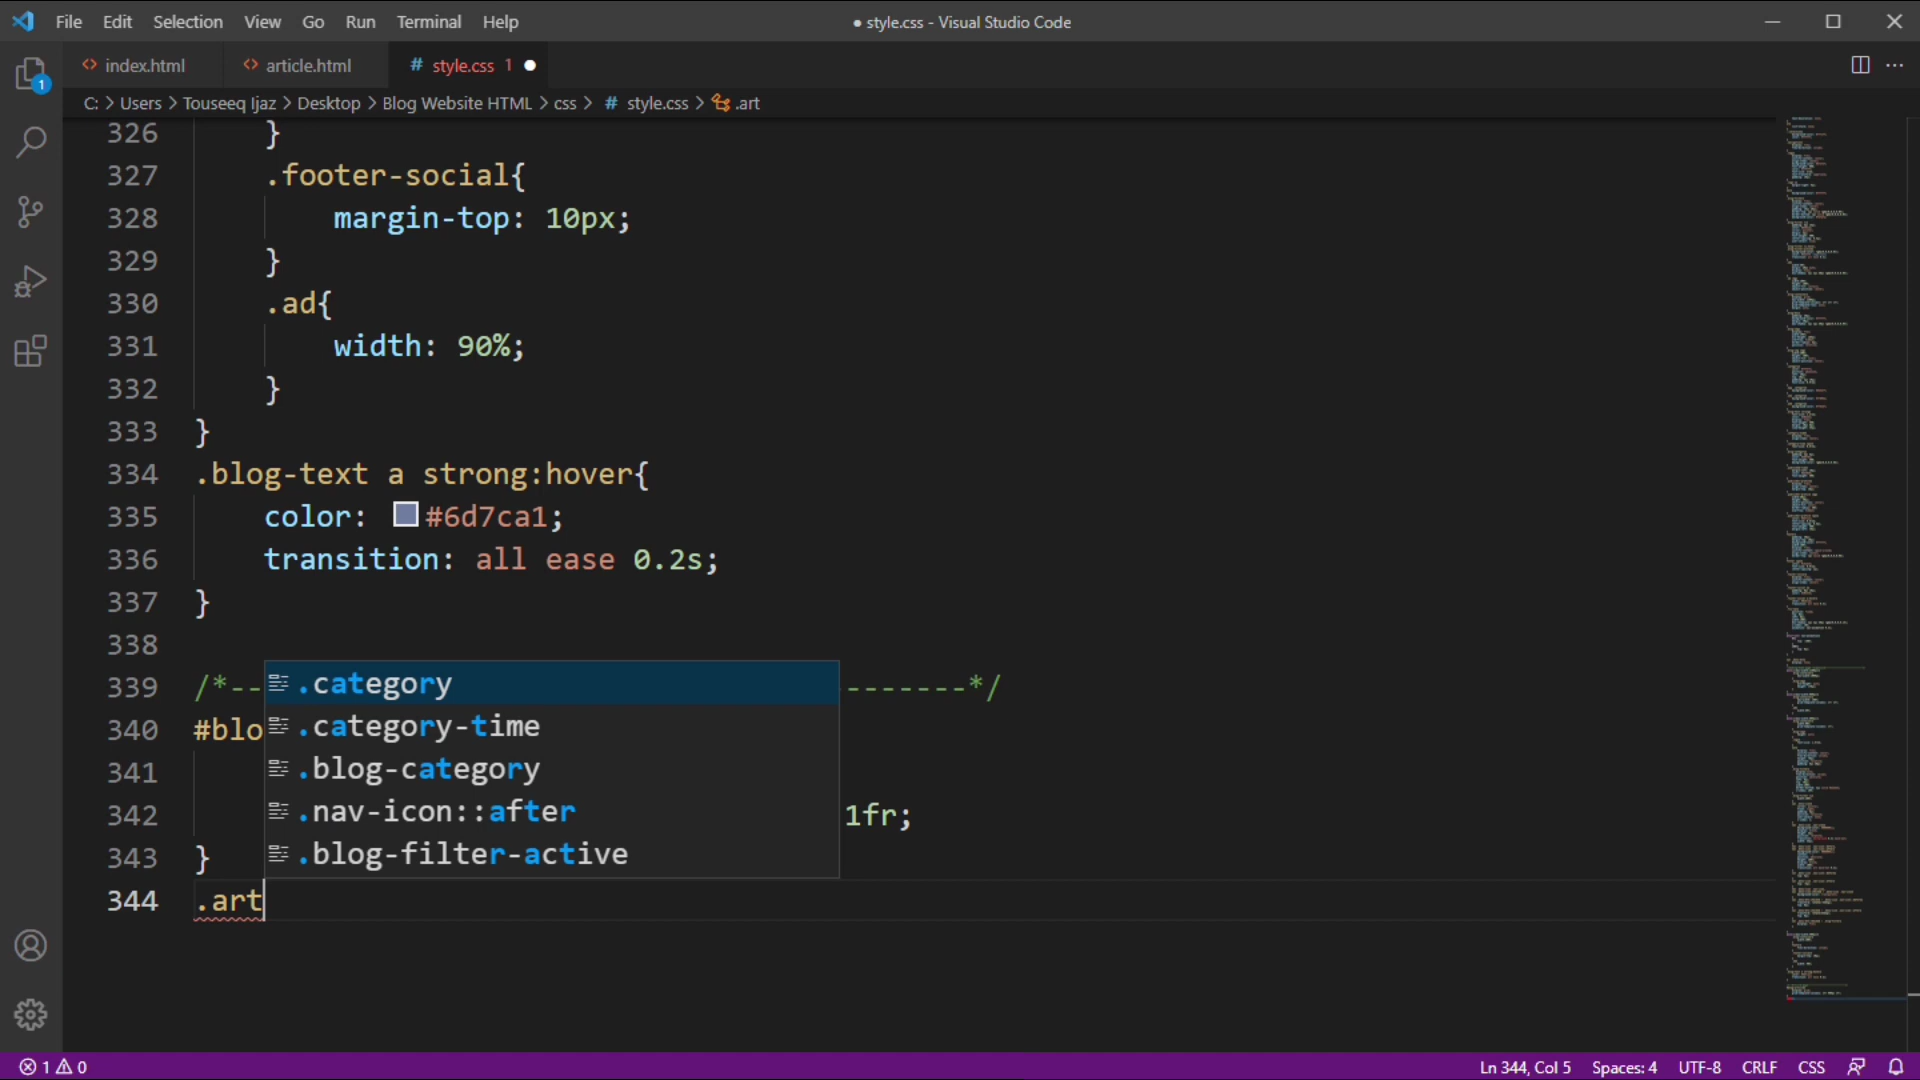 File Edit Selection View Go Run Terminal Help ● style.css - Visual Studio Code
index.html article.html # style.css 1 ●
C: > Users > Touseeq Ijaz > Desktop > Blog Website HTML > css > # style.css > .art
326 }
327 .footer-social{
328 margin-top: 10px;
329 }
330 .ad{
331 width: 90%;
332 }
333 }
334 .blog-text a strong:hover{
335 color: #6d7ca1;
336 transition: all ease 0.2s;
337 }
338
339 /*-- -------*/
.category
340 #blo
.category-time
341
.blog-category
342 1fr;
.nav-icon::after
343 }
.blog-filter-active
344 .art
1
1 0 Ln 344, Col 5 Spaces: 4 UTF-8 CRLF CSS